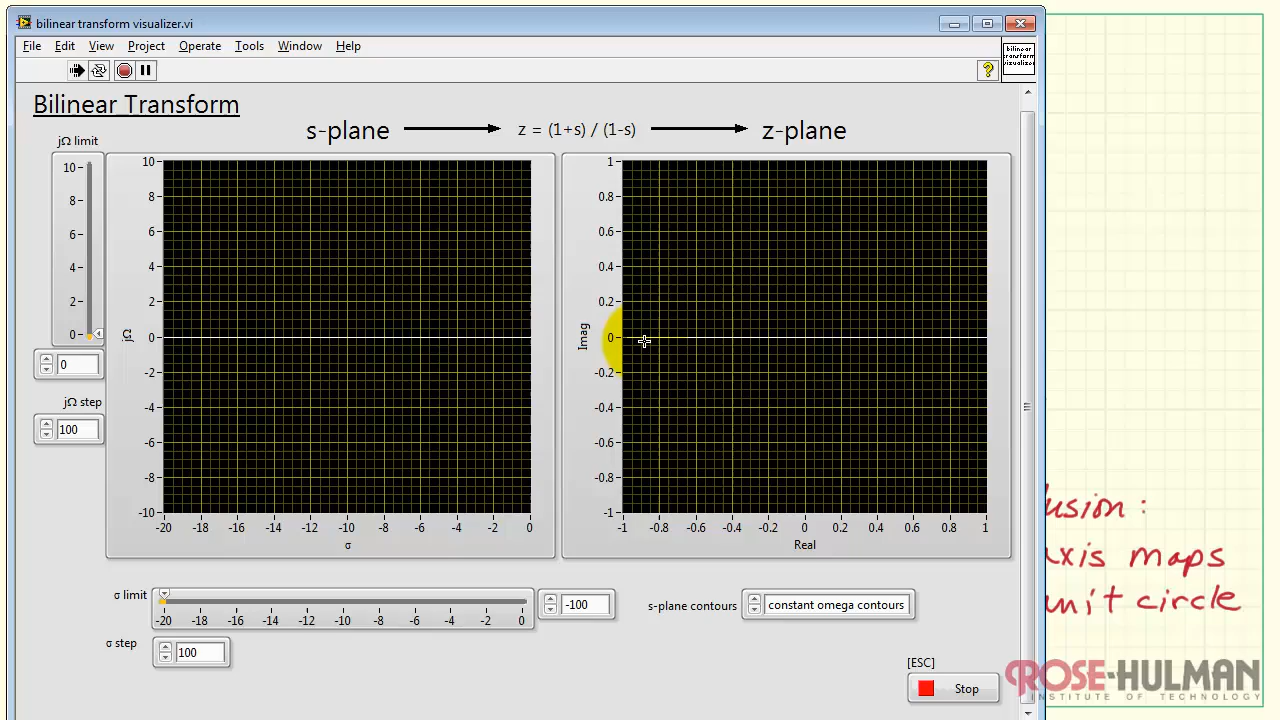 bilinear transform visualizer.vi
File Edit View Project Operate Tools Window Help
bilinear transform visualizer
Bilinear Transform
s-plane z = (1+s) / (1-s) z-plane
jΩ limit
10
8
6
4
2
0
0
jΩ step
100
10
8
6
4
2
0
-2
-4
-6
-8
-10
jΩ
-20 -18 -16 -14 -12 -10 -8 -6 -4 -2 0
σ
1
0.8
0.6
0.4
0.2
0
-0.2
-0.4
-0.6
-0.8
-1
Imag
-1 -0.8 -0.6 -0.4 -0.2 0 0.2 0.4 0.6 0.8 1
Real
σ limit
-20 -18 -16 -14 -12 -10 -8 -6 -4 -2 0
-100
σ step
100
s-plane contours constant omega contours
[ESC]
Stop
lusion :
axis maps
unit circle
ROSE-HULMAN
INSTITUTE OF TECHNOLOGY